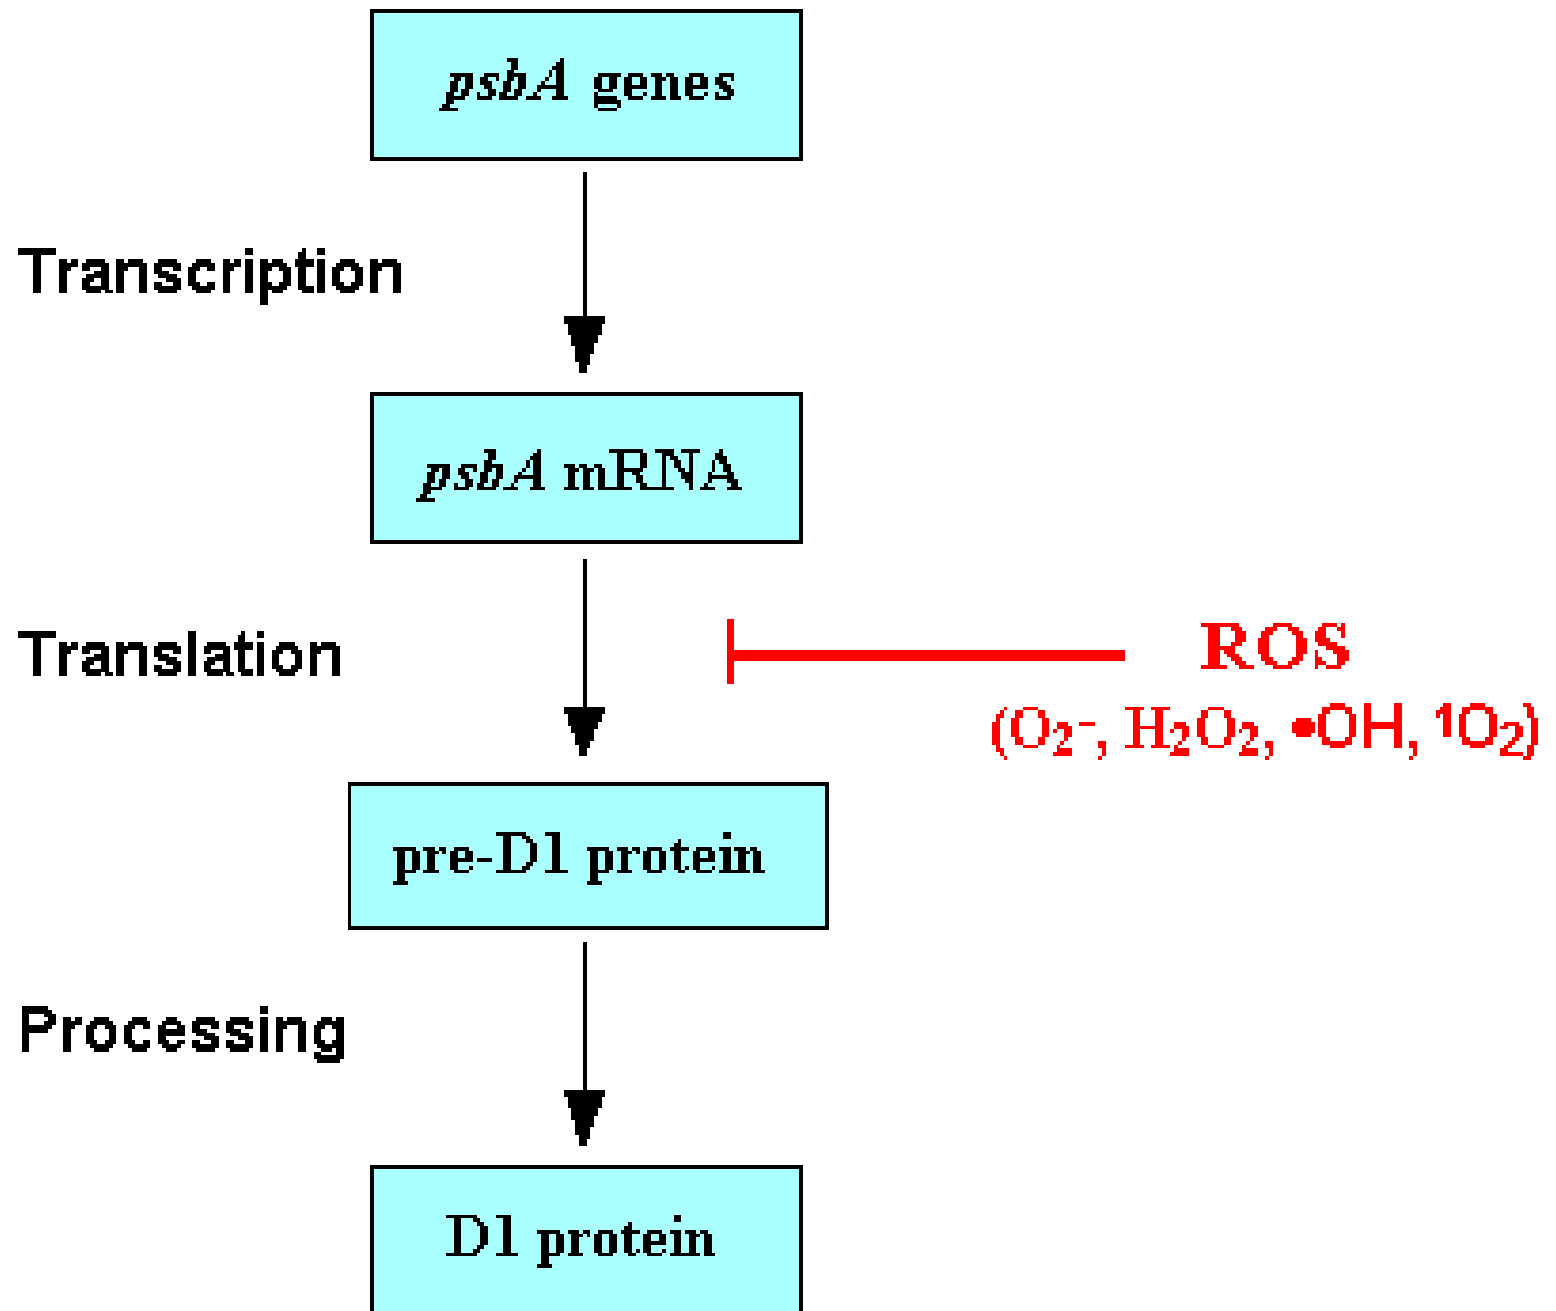 psbA genes
Transcription
psbA mRNA
Translation
ROS
(O₂⁻, H₂O₂, •OH, ¹O₂)
pre-D1 protein
Processing
D1 protein